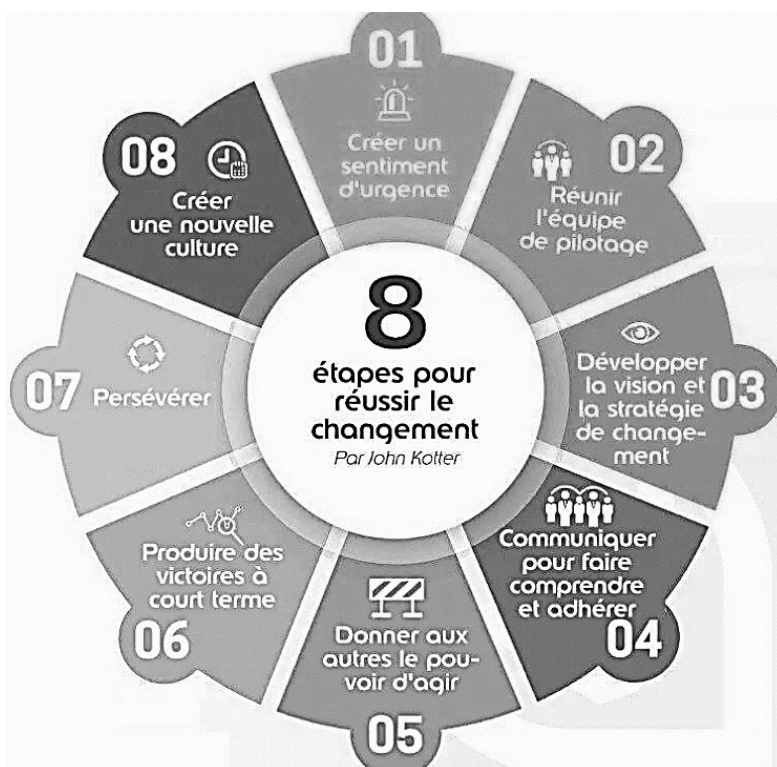 01
Créer un
sentiment
d'urgence
02
Réunir
l'équipe
de pilotage
03
Développer
la vision et
la stratégie
de change-
ment
04
Communiquer
pour faire
comprendre
et adhérer
05
Donner aux
autres le pou-
voir d'agir
06
Produire des
victoires à
court terme
07
Persévérer
08
Créer
une nouvelle
culture
8
étapes pour
réussir le
changement
Par John Kotter